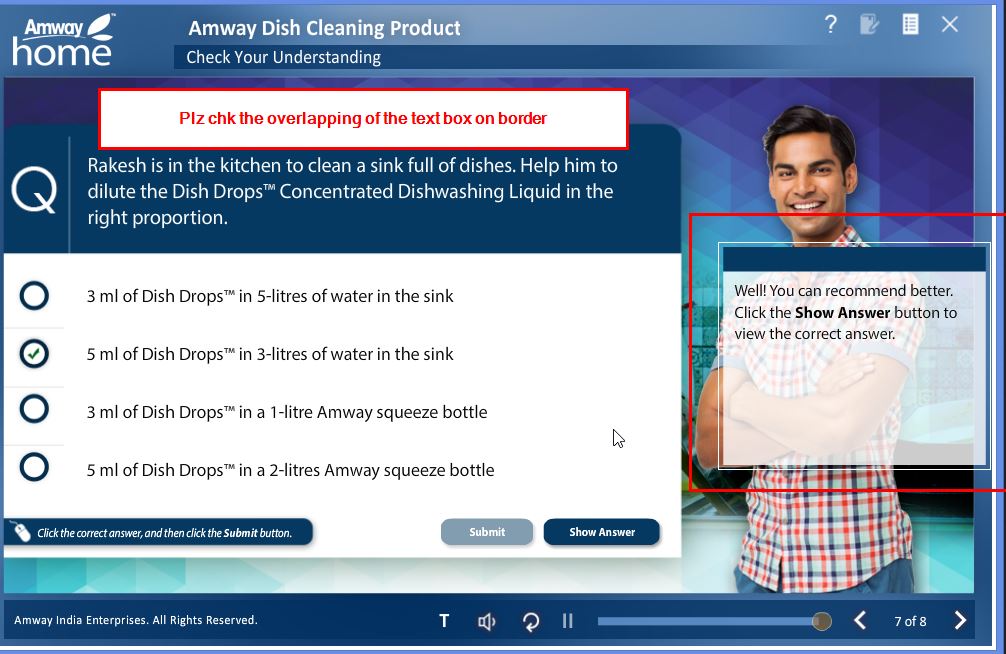 Amway™
home
Amway Dish Cleaning Product
Check Your Understanding
?
Plz chk the overlapping of the text box on border
Q
Rakesh is in the kitchen to clean a sink full of dishes. Help him to
dilute the Dish Drops™ Concentrated Dishwashing Liquid in the
right proportion.
3 ml of Dish Drops™ in 5-litres of water in the sink
5 ml of Dish Drops™ in 3-litres of water in the sink
3 ml of Dish Drops™ in a 1-litre Amway squeeze bottle
5 ml of Dish Drops™ in a 2-litres Amway squeeze bottle
Well! You can recommend better.
Click the Show Answer button to
view the correct answer.
Click the correct answer, and then click the Submit button.
Submit
Show Answer
Amway India Enterprises. All Rights Reserved.
T
7 of 8